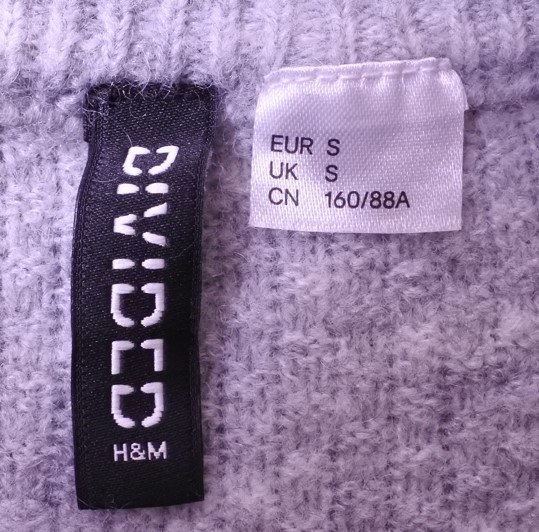 DIVIDED
H&M
EUR S
UK S
CN 160/88A